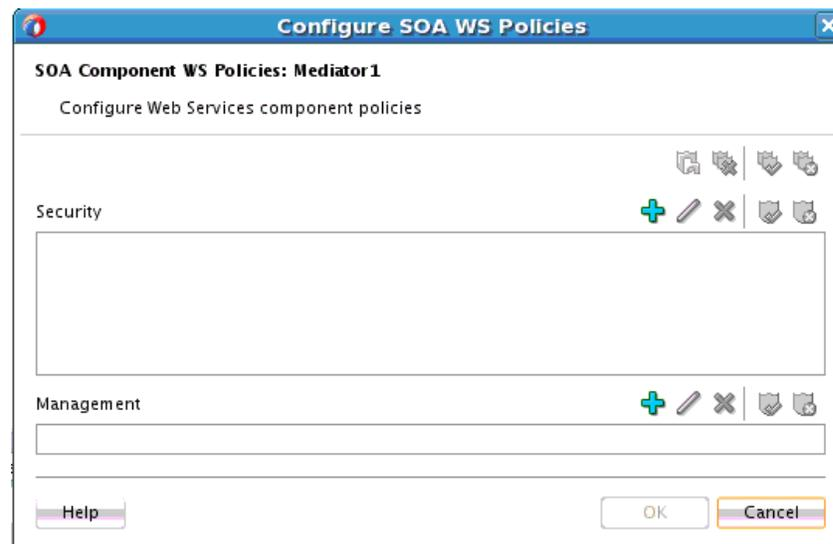 Configure SOA WS Policies
SOA Component WS Policies: Mediator1
Configure Web Services component policies
Security
Management
Help
OK
Cancel